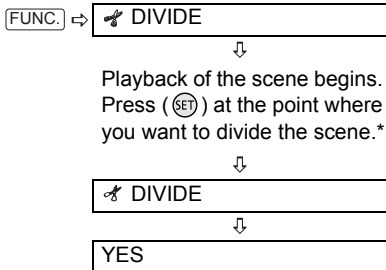 FUNC. ⇨ DIVIDE
Playback of the scene begins.
Press ( SET ) at the point where
you want to divide the scene.*
DIVIDE
YES